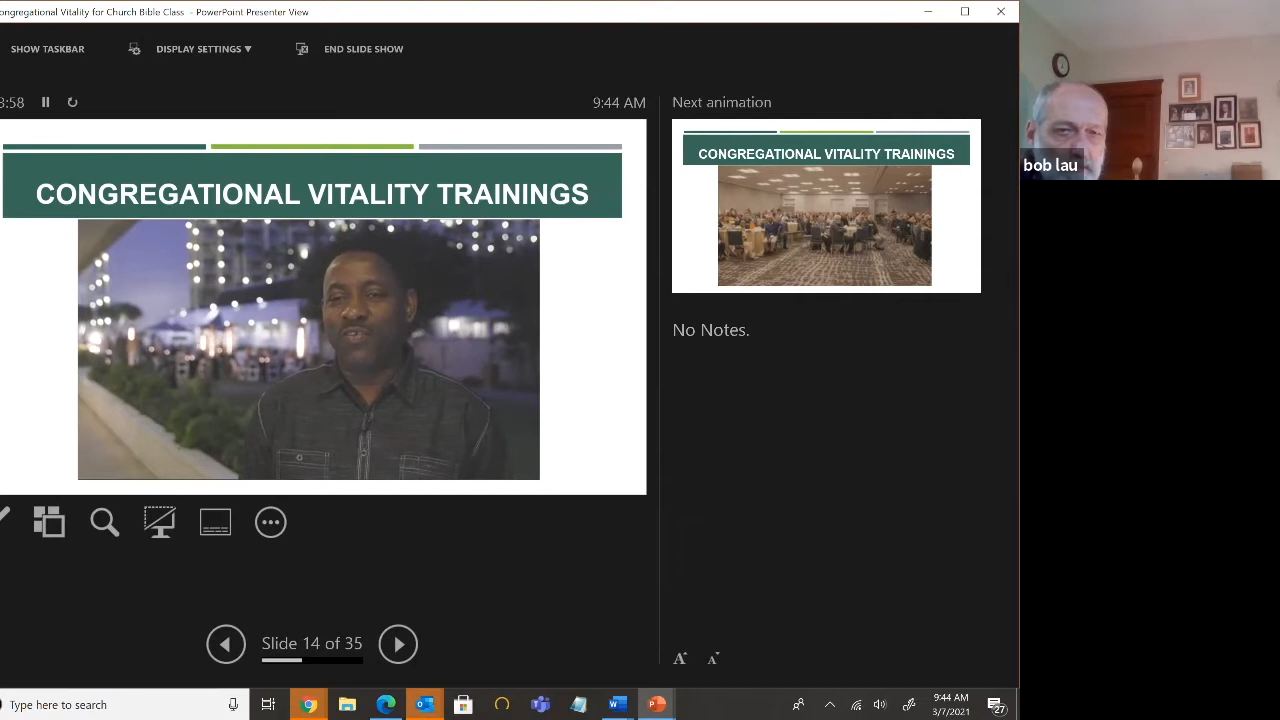 ongregational Vitality for Church Bible Class - PowerPoint Presenter View
SHOW TASKBAR
DISPLAY SETTINGS ▼
END SLIDE SHOW
3:58
9:44 AM
Next animation
CONGREGATIONAL VITALITY TRAININGS
CONGREGATIONAL VITALITY TRAININGS
bob lau
No Notes.
Slide 14 of 35
A A
Type here to search
9:44 AM
3/7/2021
27